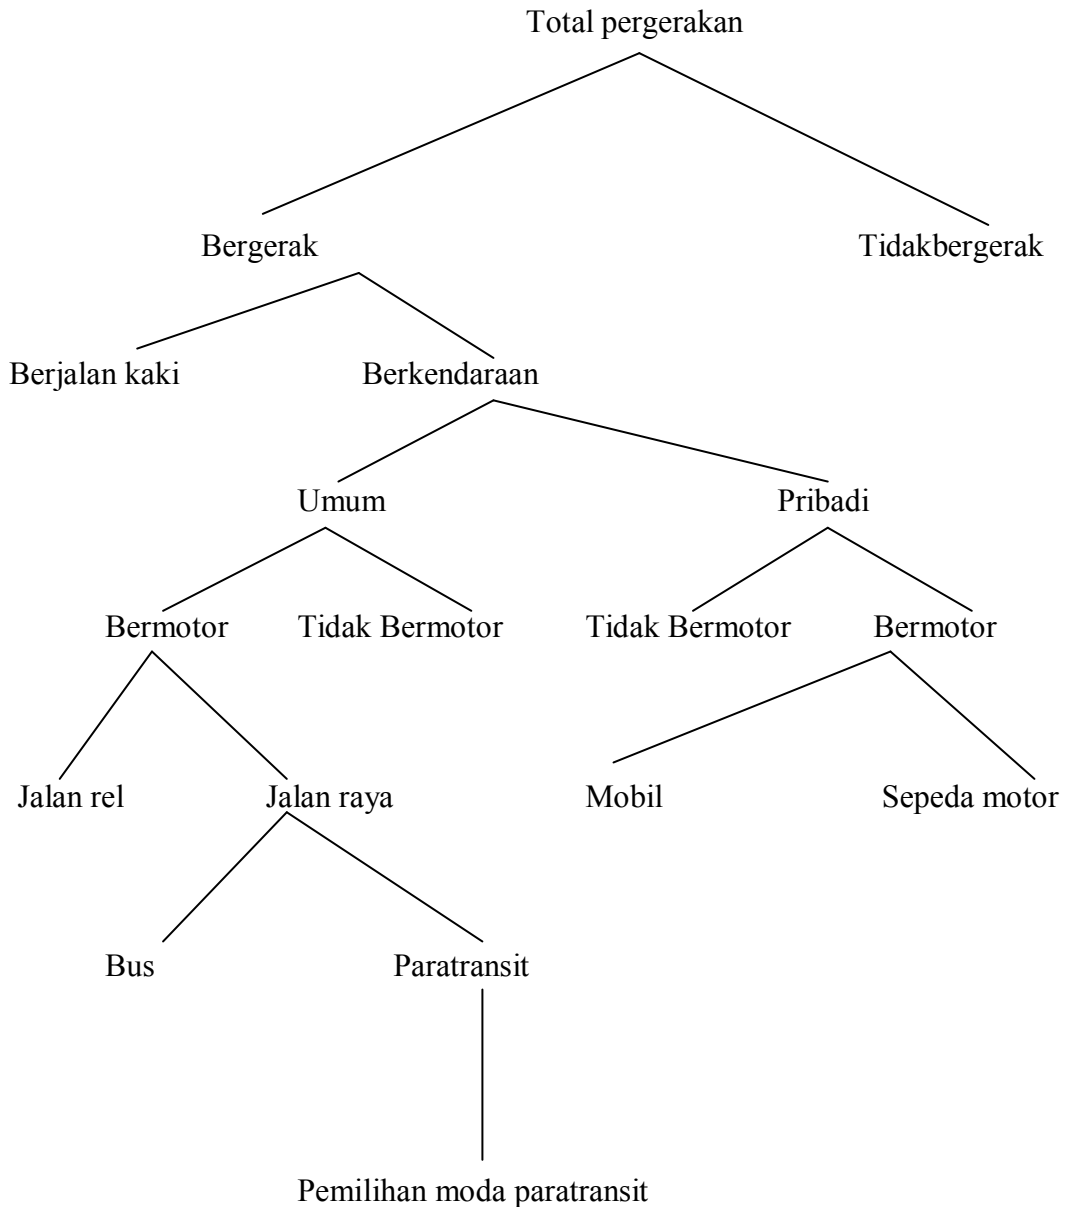 Total pergerakan
Bergerak
Tidakbergerak
Berjalan kaki
Berkendaraan
Umum
Pribadi
Bermotor
Tidak Bermotor
Tidak Bermotor
Bermotor
Jalan rel
Jalan raya
Mobil
Sepeda motor
Bus
Paratransit
Pemilihan moda paratransit